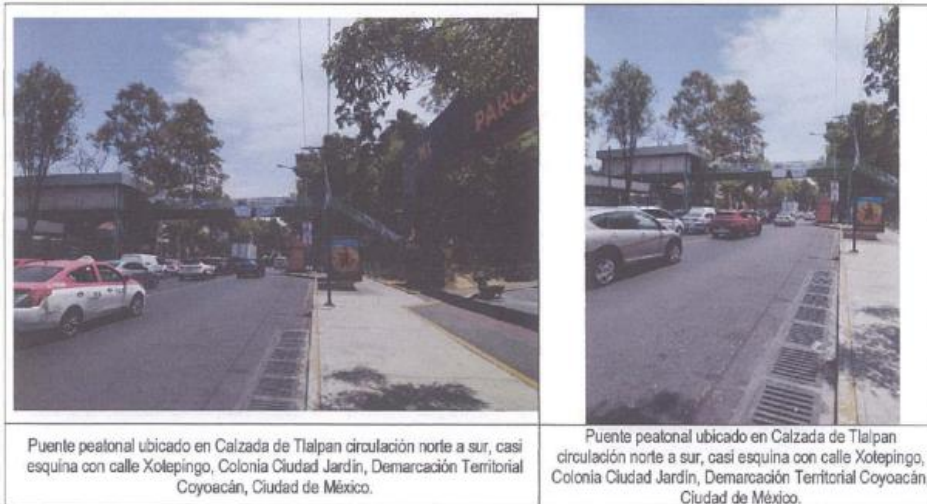 PARQ
Puente peatonal ubicado en Calzada de Tlalpan circulación norte a sur, casi
esquina con calle Xotepingo, Colonia Ciudad Jardín, Demarcación Territorial
Coyoacán, Ciudad de México.
Puente peatonal ubicado en Calzada de Tlalpan
circulación norte a sur, casi esquina con calle Xotepingo,
Colonia Ciudad Jardín, Demarcación Territorial Coyoacán
Ciudad de México.